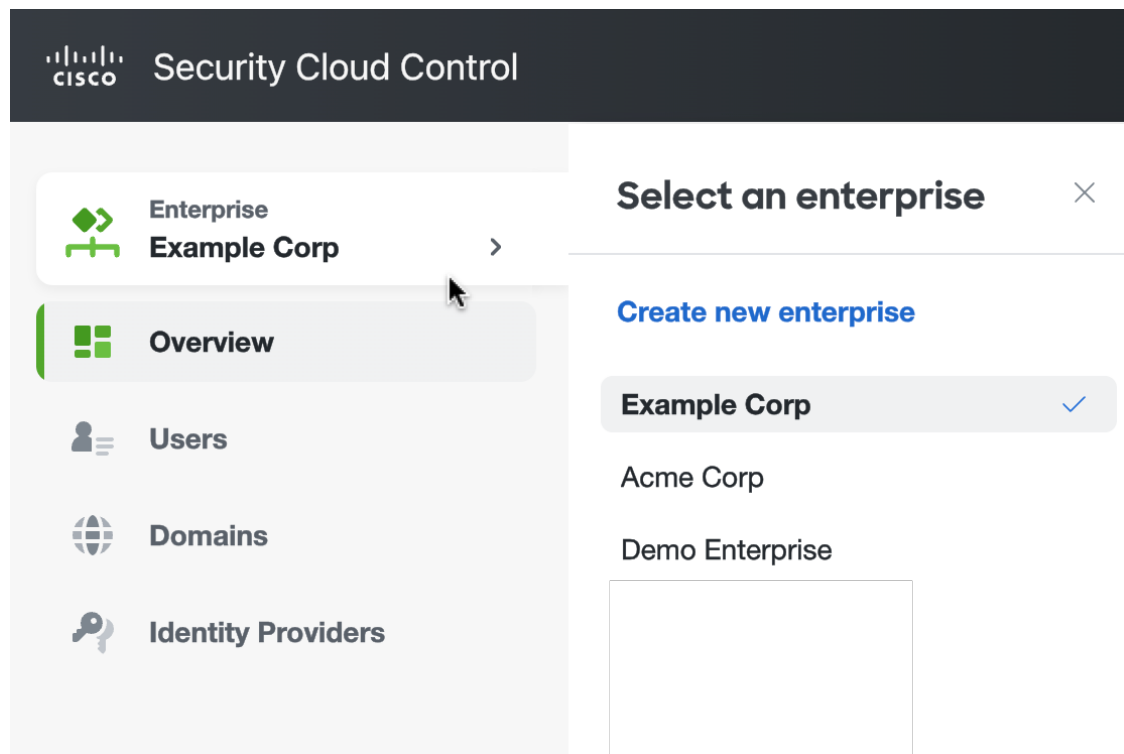 CISCO
Security Cloud Control
Enterprise
Example Corp
Overview
Users
Domains
Identity Providers
Select an enterprise
Create new enterprise
Example Corp
Acme Corp
Demo Enterprise